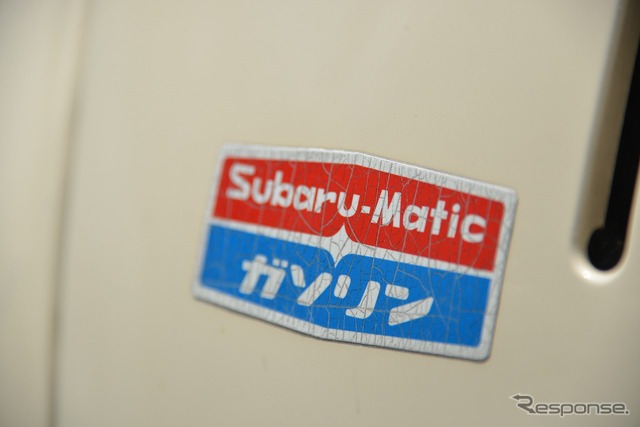 Subaru-Matic
ガソリン
Response.